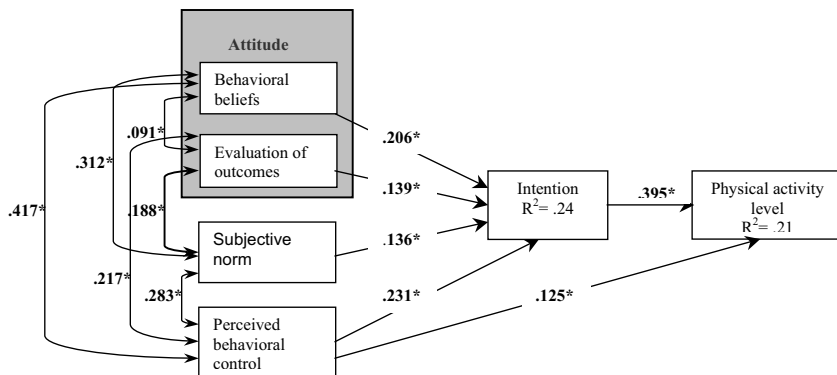 Attitude
Behavioral
beliefs
.091*
.206*
.312*
Evaluation of
outcomes
.139*
.417*
.188*
Intention
R²= .24
.395*
Physical activity
level
R²= .21
Subjective
norm
.136*
.217*
.283*
.231*
.125*
Perceived
behavioral
control